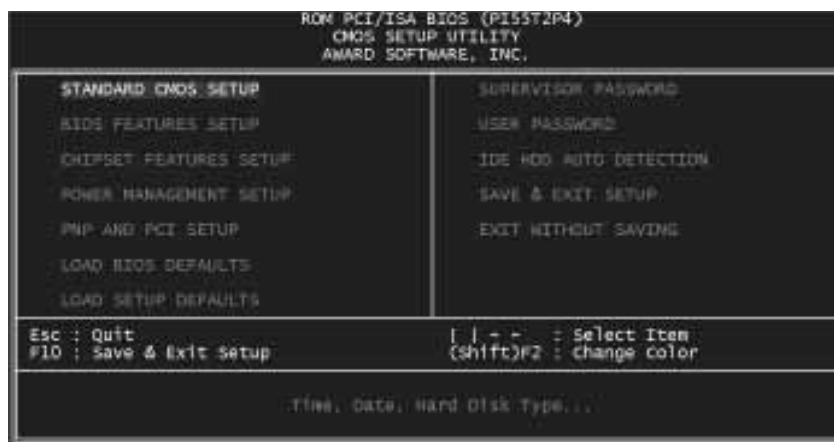 ROM PCI/ISA BIOS (PI55T2P4)
CMOS SETUP UTILITY
AWARD SOFTWARE, INC.
STANDARD CMOS SETUP
BIOS FEATURES SETUP
CHIPSET FEATURES SETUP
POWER MANAGEMENT SETUP
PNP AND PCI SETUP
LOAD BIOS DEFAULTS
LOAD SETUP DEFAULTS
SUPERVISOR PASSWORD
USER PASSWORD
IDE HDD AUTO DETECTION
SAVE & EXIT SETUP
EXIT WITHOUT SAVING
Esc : Quit
F10 : Save & Exit Setup
: Select Item
(Shift)F2 : Change Color
Time, Date, Hard Disk Type...